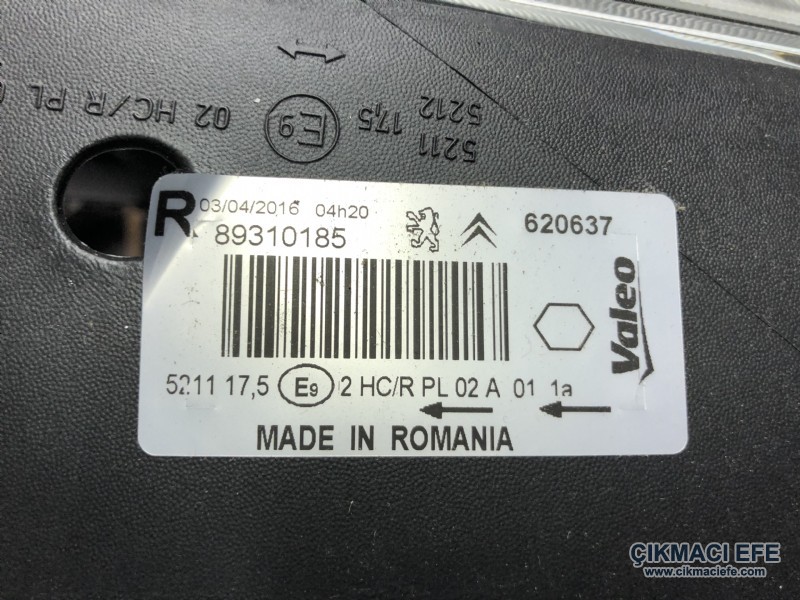 5211 17,5
5212
E9
02 HC/R PL
R 03/04/2016 04h20
89310185
620637
Valeo
5211 17,5 E9 2 HC/R PL 02 A 01 1a
MADE IN ROMANIA
ÇIKMACI EFE
www.cikmaciefe.com